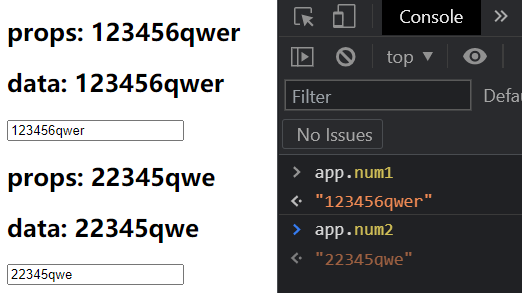 props: 123456qwer
data: 123456qwer
123456qwer
props: 22345qwe
data: 22345qwe
22345qwe
Console
top
Filter
Defau
No Issues
app.num1
"123456qwer"
app.num2
"22345qwe"